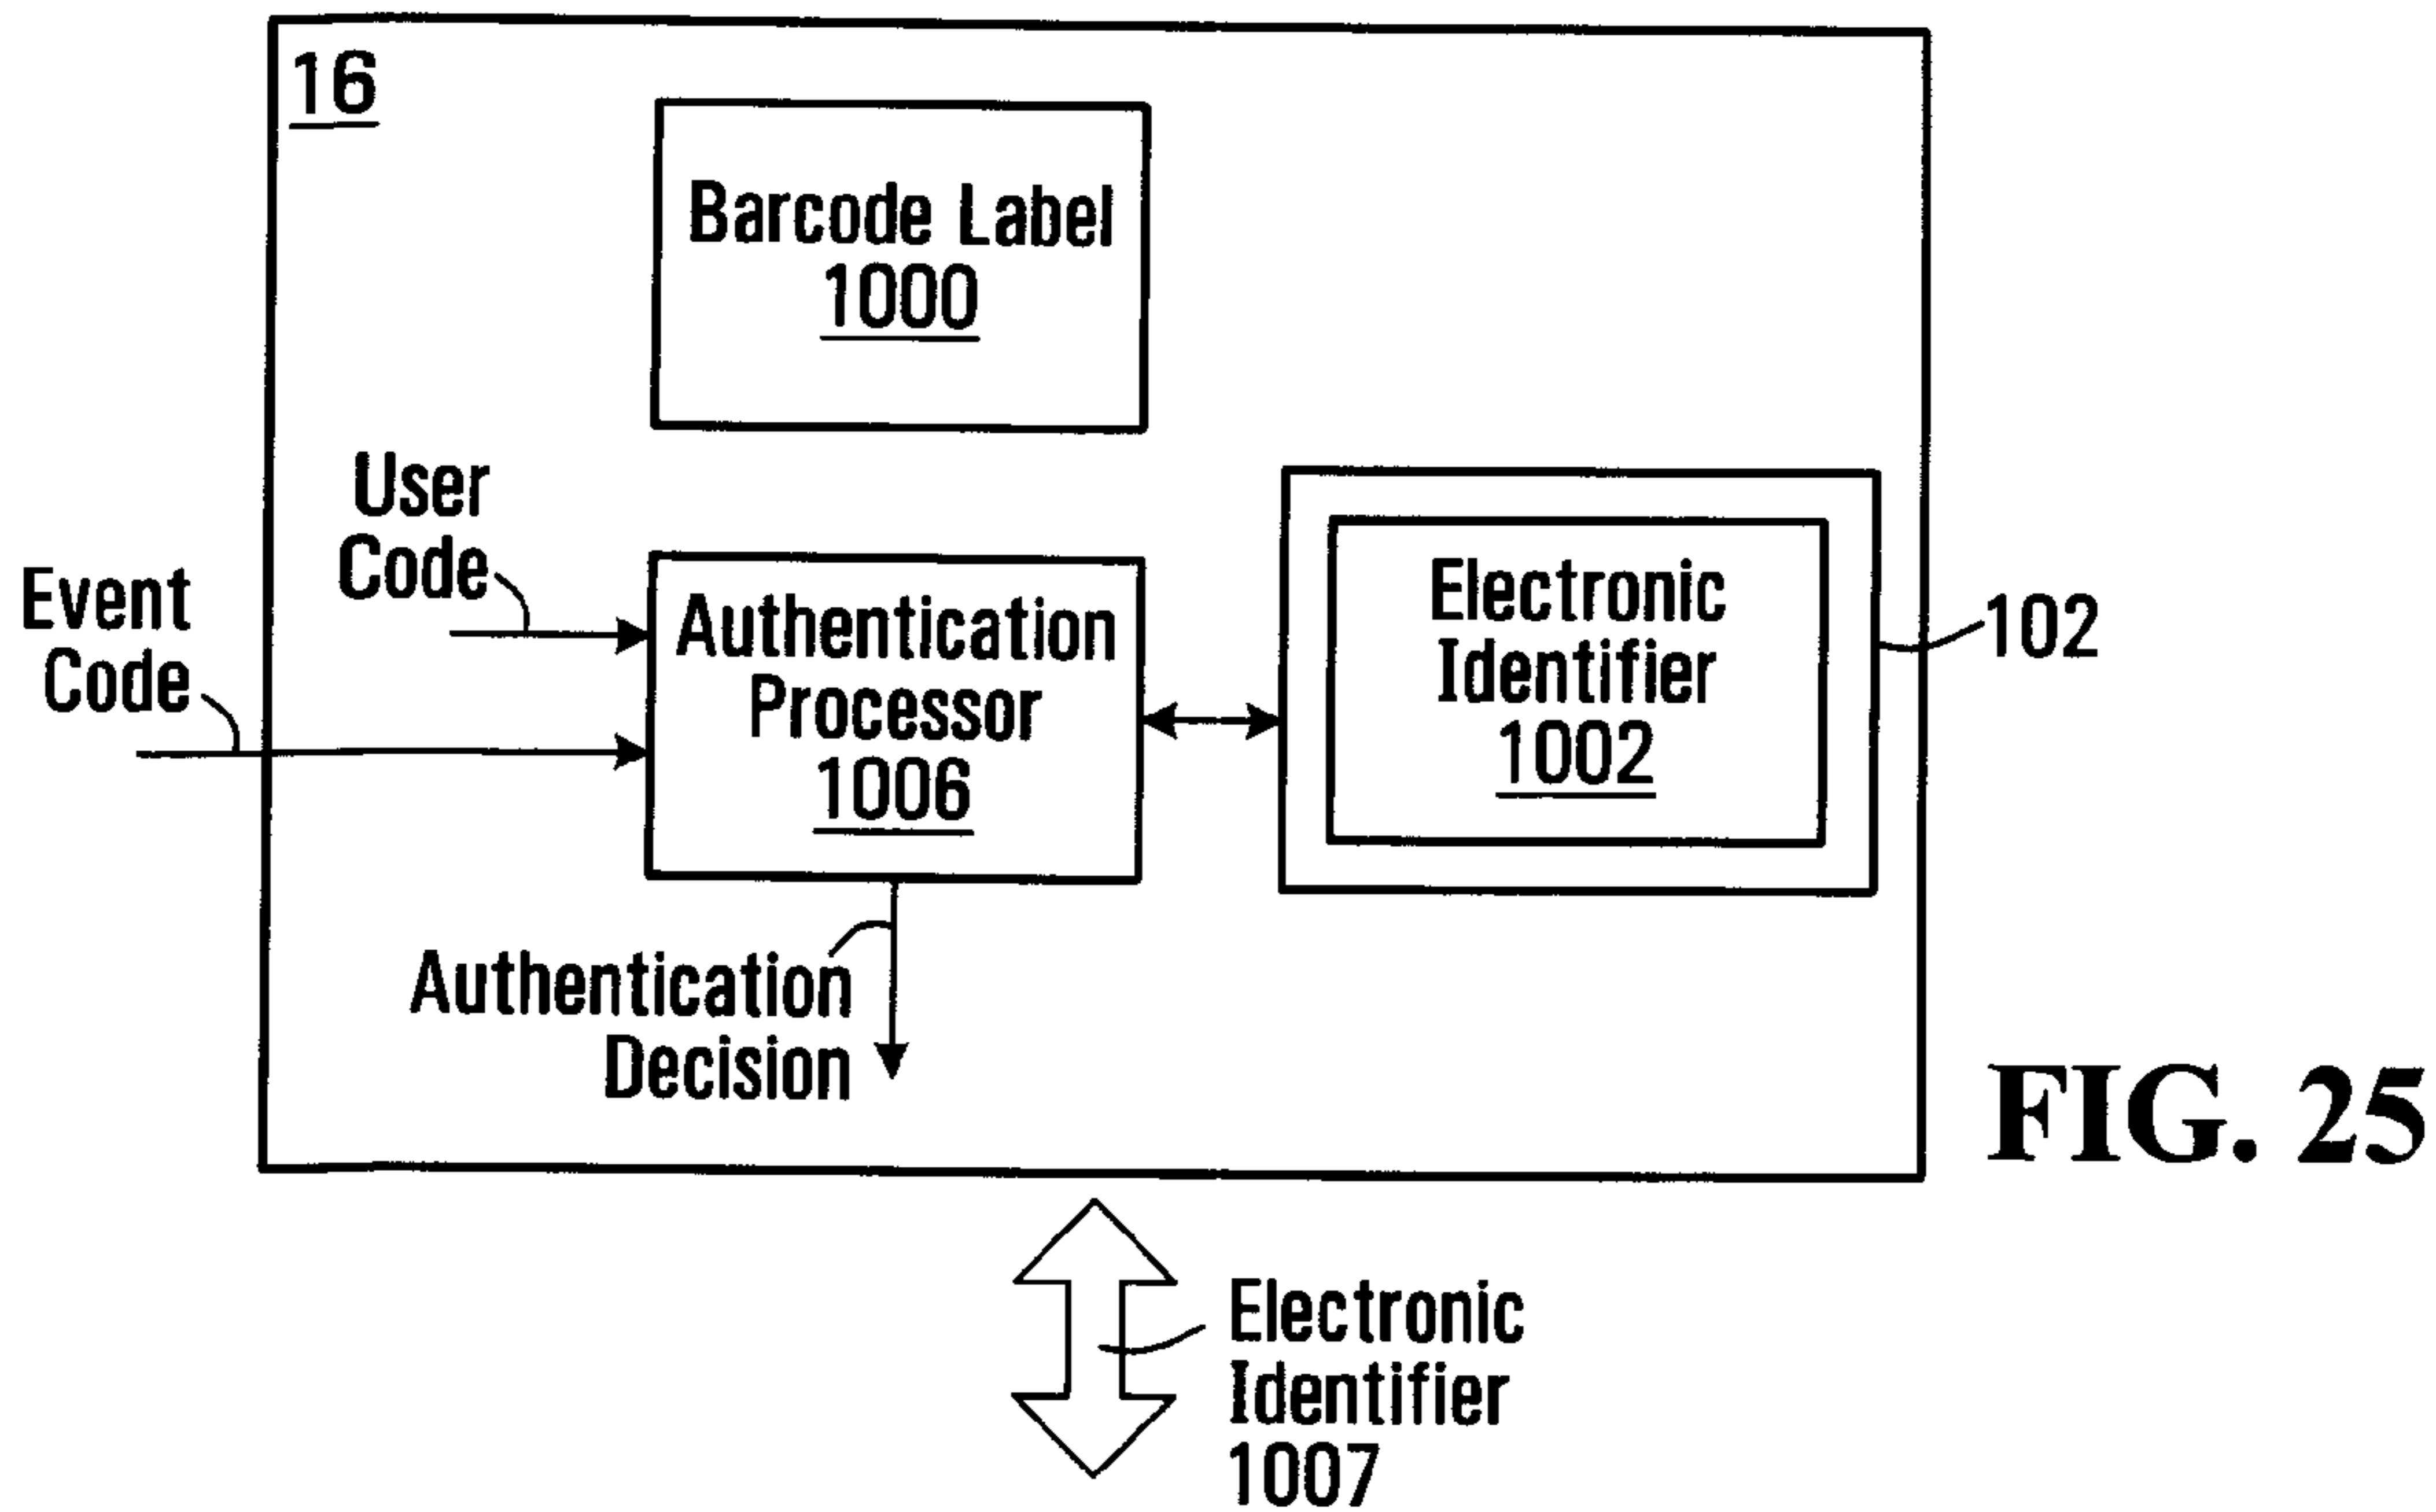 16
Barcode Label
1000
User
Code
Event
Code
Authentication
Processor
1006
Electronic
Identifier
1002
102
Authentication
Decision
FIG. 25
Electronic
Identifier
1007